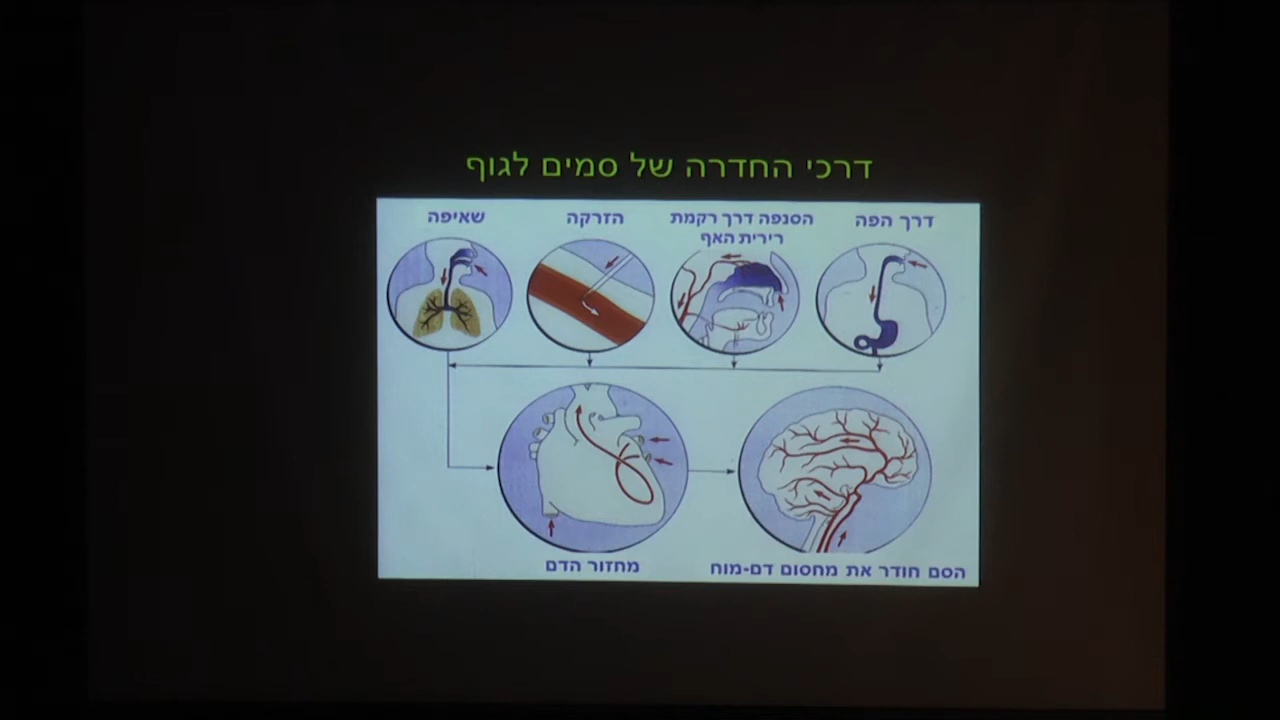 דרכי החדרה של סמים לגוף
דרך הפה
הסנפה דרך רקמת
רירית האף
הזרקה
שאיפה
מחזור הדם
הסם חודר את מחסום דם-מוח